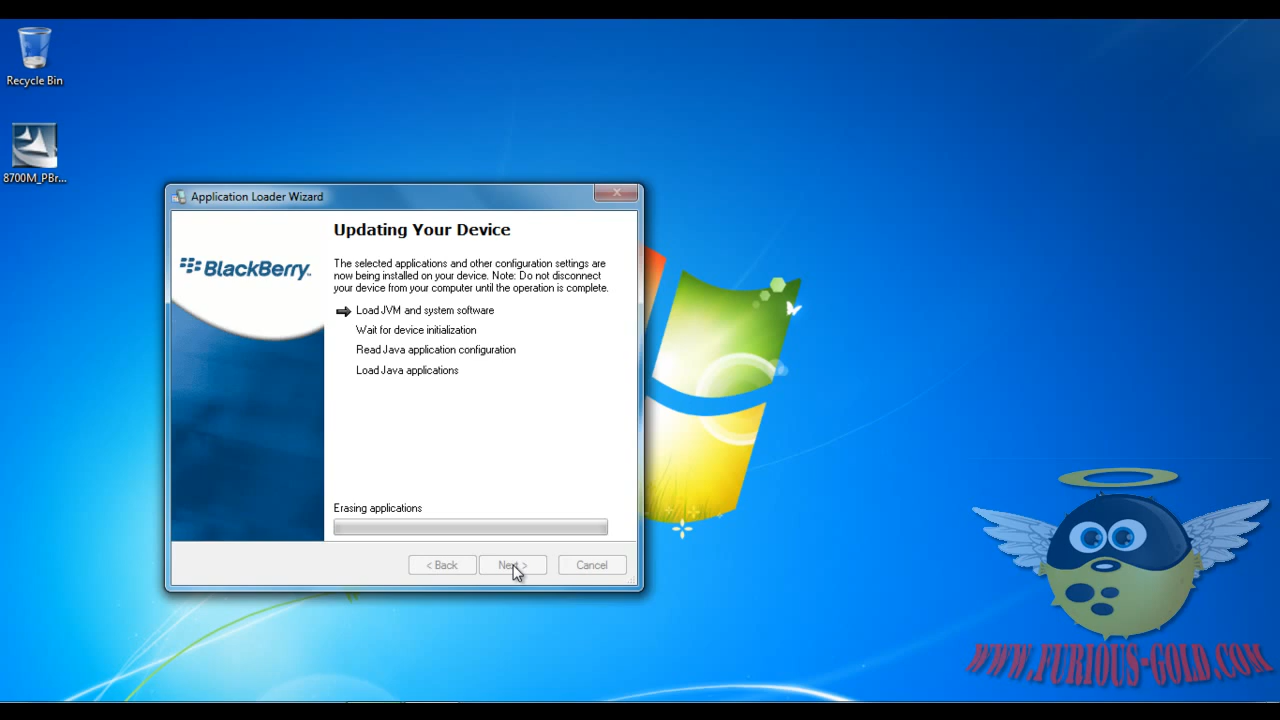 Recycle Bin
8700M_PBr...
Application Loader Wizard
Updating Your Device
BlackBerry
The selected applications and other configuration settings are
now being installed on your device. Note: Do not disconnect
your device from your computer until the operation is complete.
Load JVM and system software
Wait for device initialization
Read Java application configuration
Load Java applications
Erasing applications
< Back
Next >
Cancel
WWW.FURIOUS-GOLD.COM